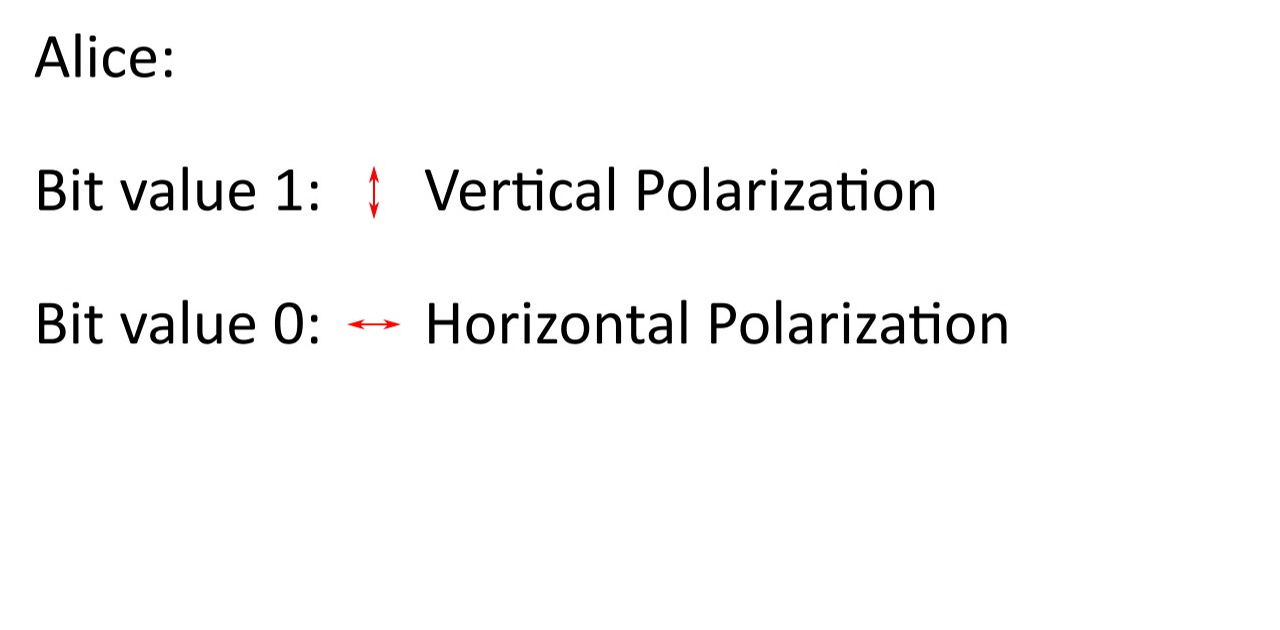 Alice:
Bit value 1: Vertical Polarization
Bit value 0: Horizontal Polarization